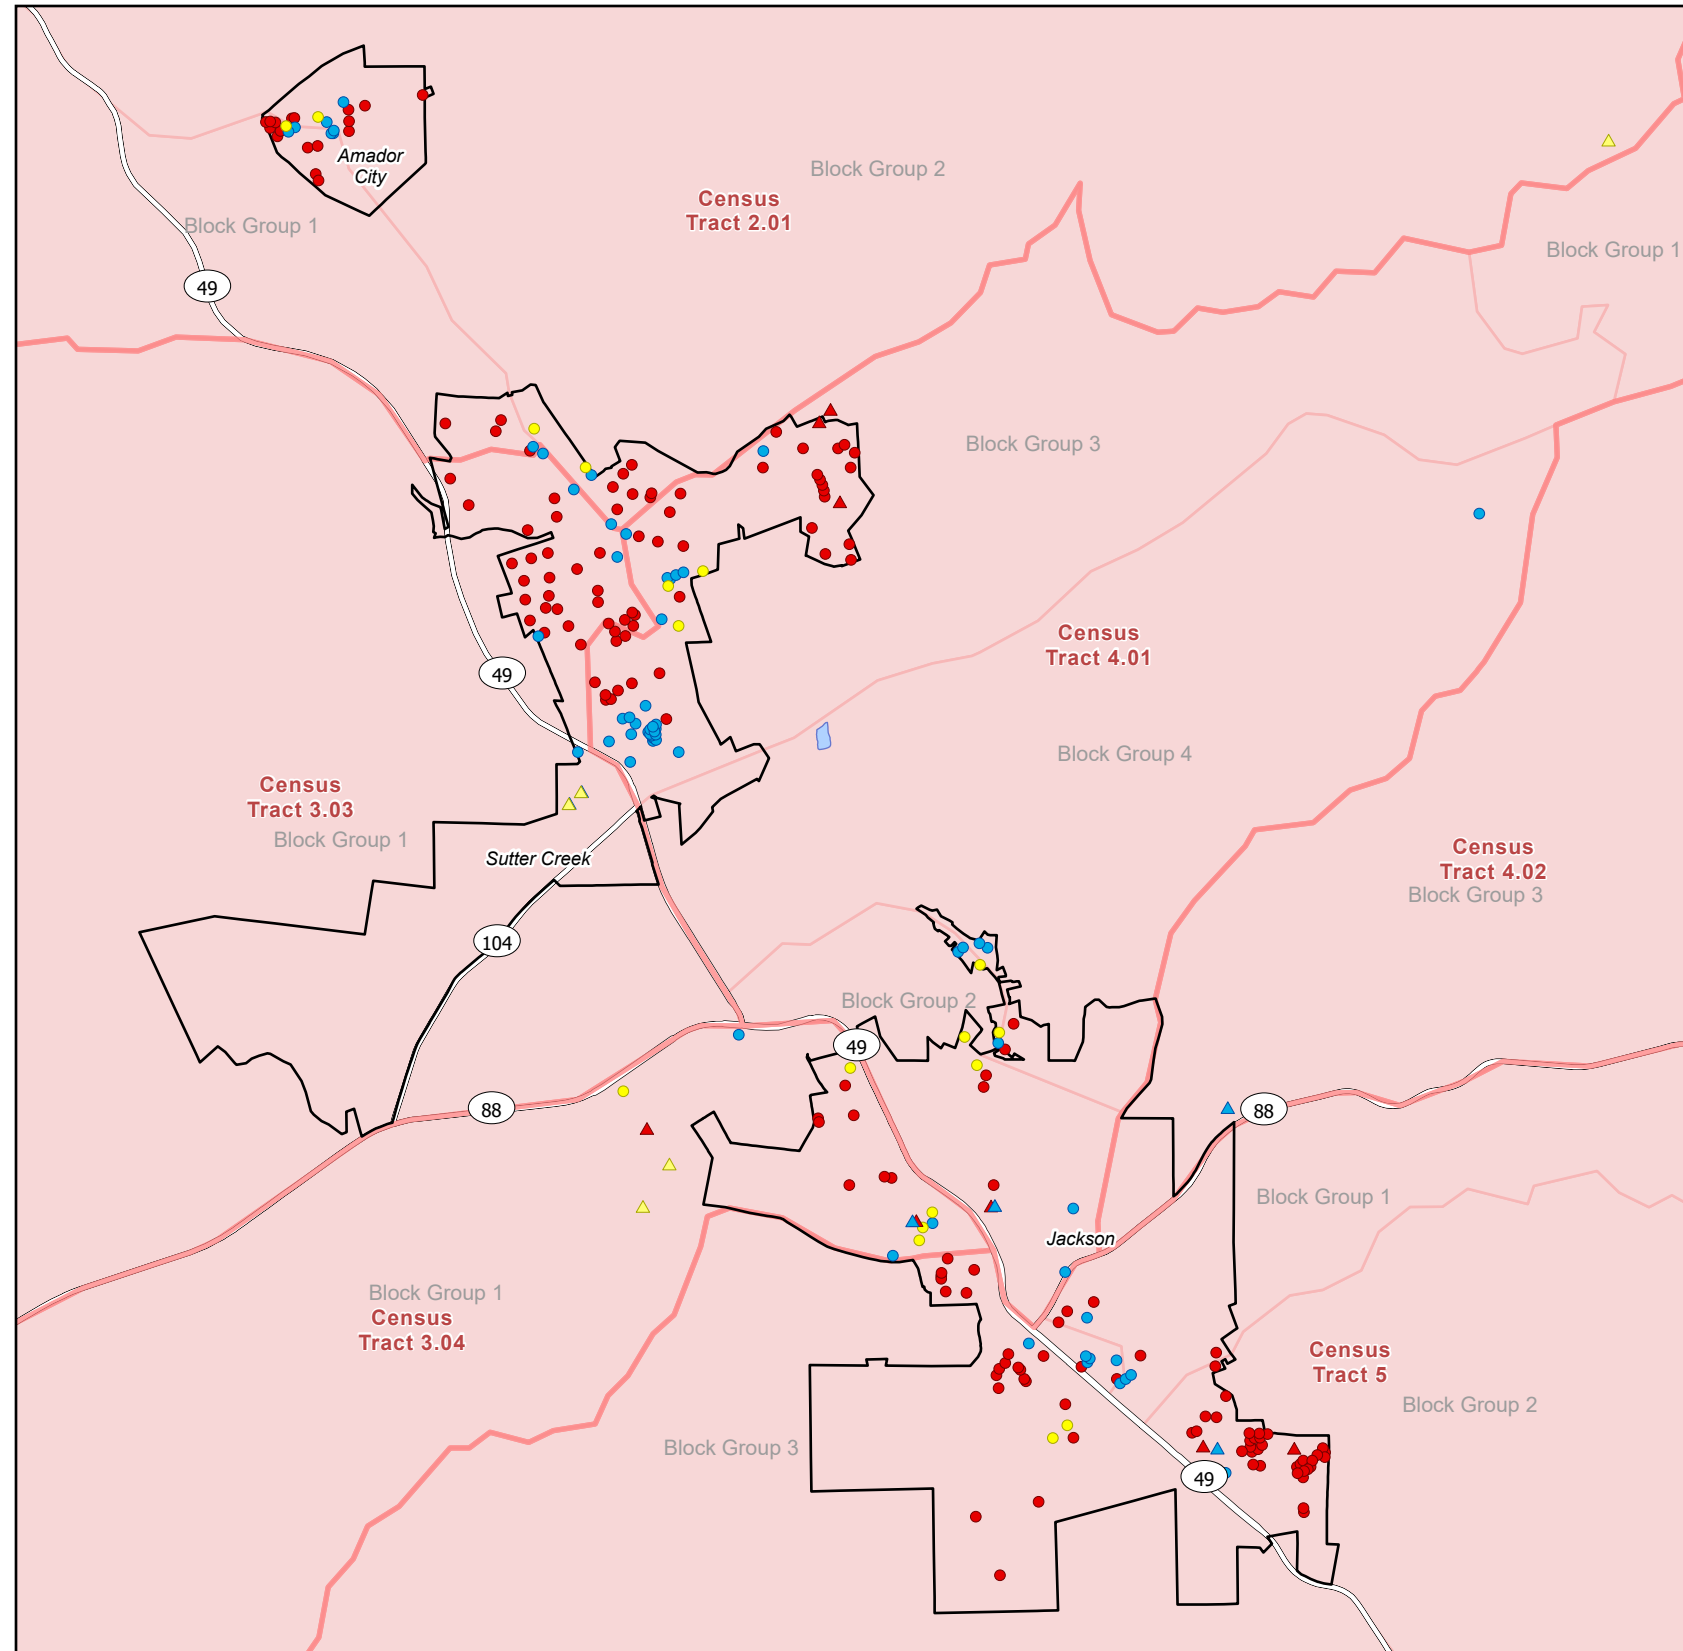 Amador
City
Block Group 2
Census
Tract 2.01
Block Group 1
Block Group 1
49
Block Group 3
Census
Tract 4.01
49
Block Group 4
Census
Tract 3.03
Block Group 1
Sutter Creek
Census
Tract 4.02
Block Group 3
104
Block Group 2
49
88
88
Block Group 1
Jackson
Block Group 1
Census
Tract 3.04
Census
Tract 5
Block Group 2
Block Group 3
49